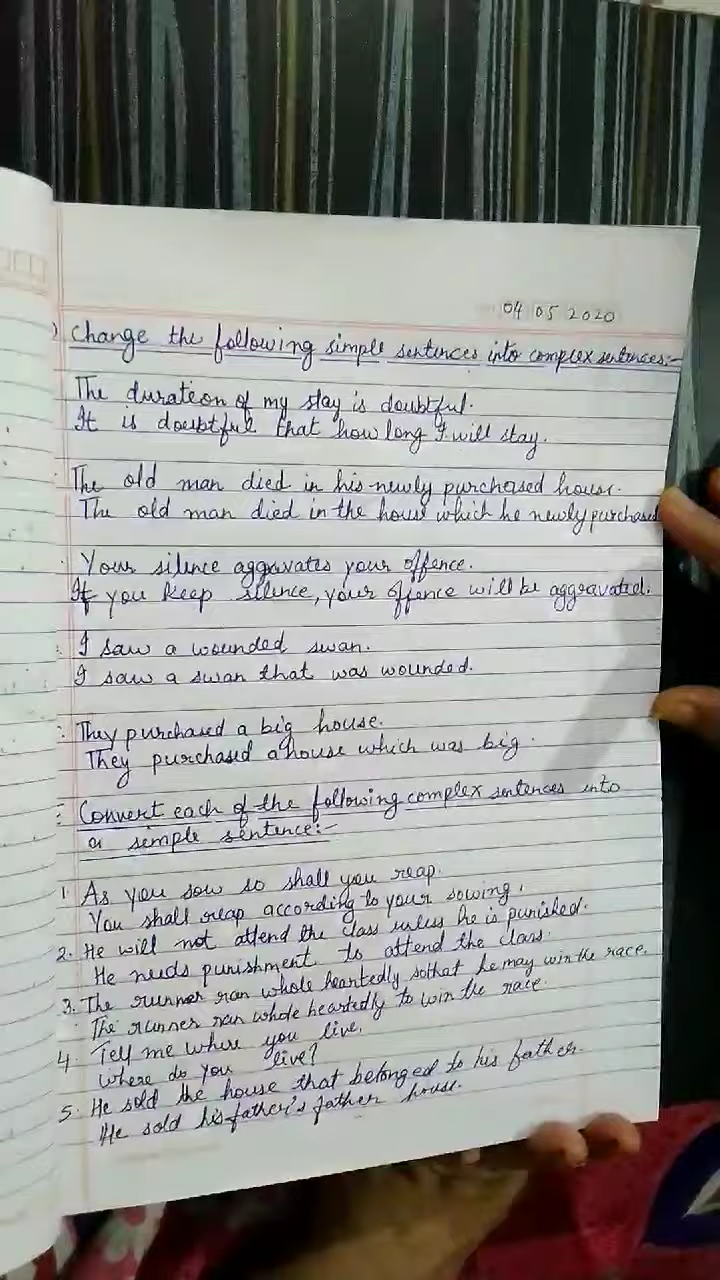 04 05 2020
) Change the following simple sentences into complex sentences:-
The duration of my stay is doubtful.
It is doubtful that how long I will stay.
The old man died in his newly purchased house.
The old man died in the house which he newly purchased
Your silence aggravates your offence.
If you keep silence, your offence will be aggravated.
I saw a wounded swan.
I saw a swan that was wounded.
They purchased a big house.
They purchased a house which was big.
Convert each of the following complex sentences into
a simple sentence:-
1. As you sow so shall you reap.
You shall reap according to your sowing.
2. He will not attend the class unless he is punished.
He needs punishment to attend the class.
3. The runner ran whole heartedly so that he may win the race.
The runner ran whole heartedly to win the race.
4. Tell me where you live.
Where do you live?
5. He sold the house that belonged to his father.
He sold his father's father house.